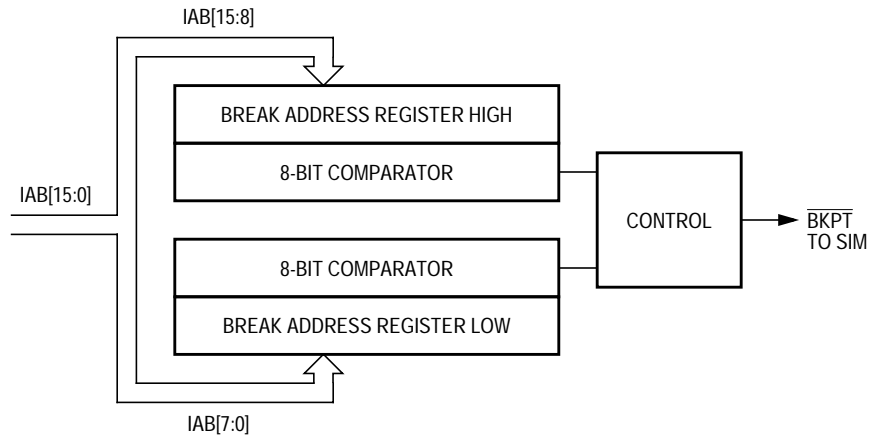 IAB[15:8]
BREAK ADDRESS REGISTER HIGH
8-BIT COMPARATOR
IAB[15:0]
CONTROL
BKPT
TO SIM
8-BIT COMPARATOR
BREAK ADDRESS REGISTER LOW
IAB[7:0]